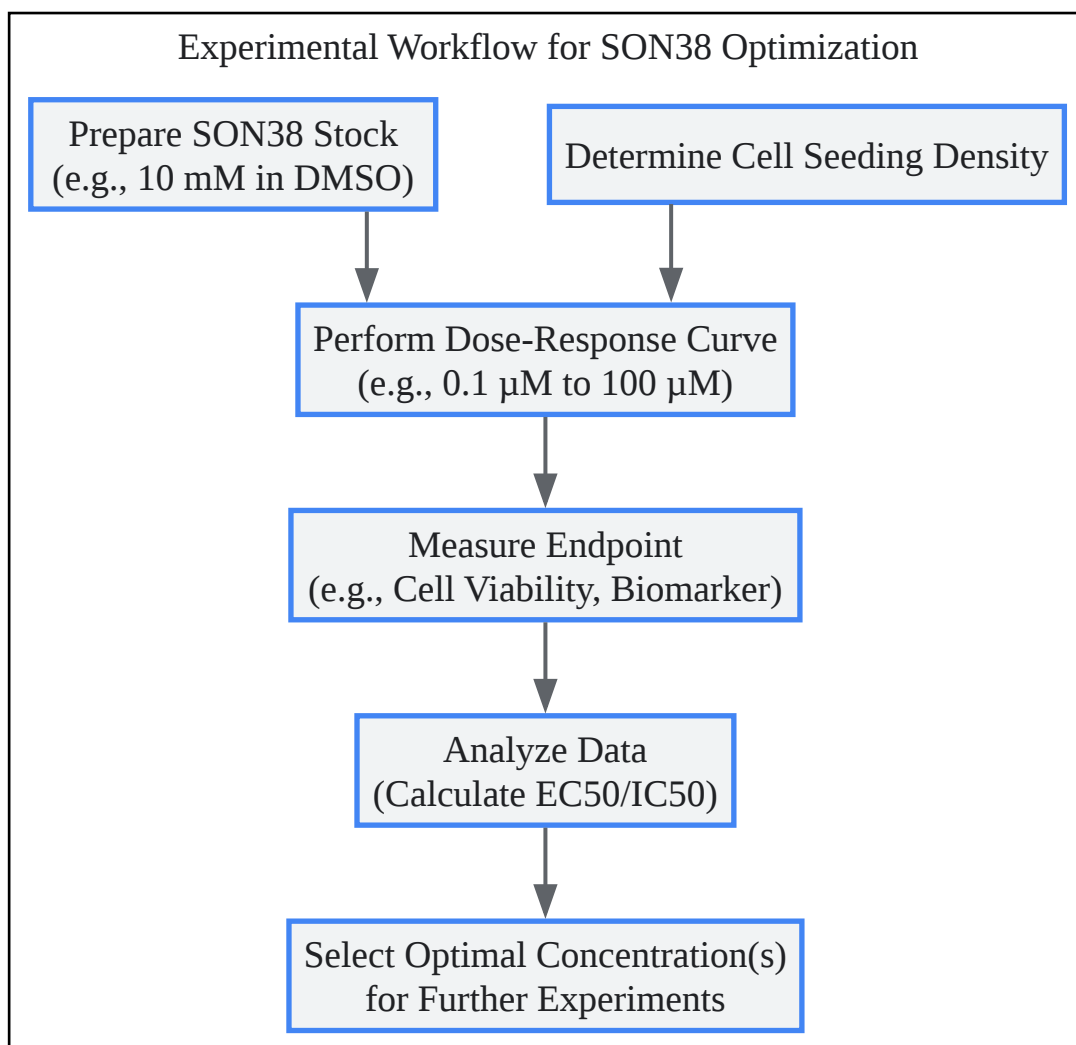 Experimental Workflow for SON38 Optimization
Prepare SON38 Stock
(e.g., 10 mM in DMSO)
Determine Cell Seeding Density
Perform Dose-Response Curve
(e.g., 0.1 µM to 100 µM)
Measure Endpoint
(e.g., Cell Viability, Biomarker)
Analyze Data
(Calculate EC50/IC50)
Select Optimal Concentration(s)
for Further Experiments